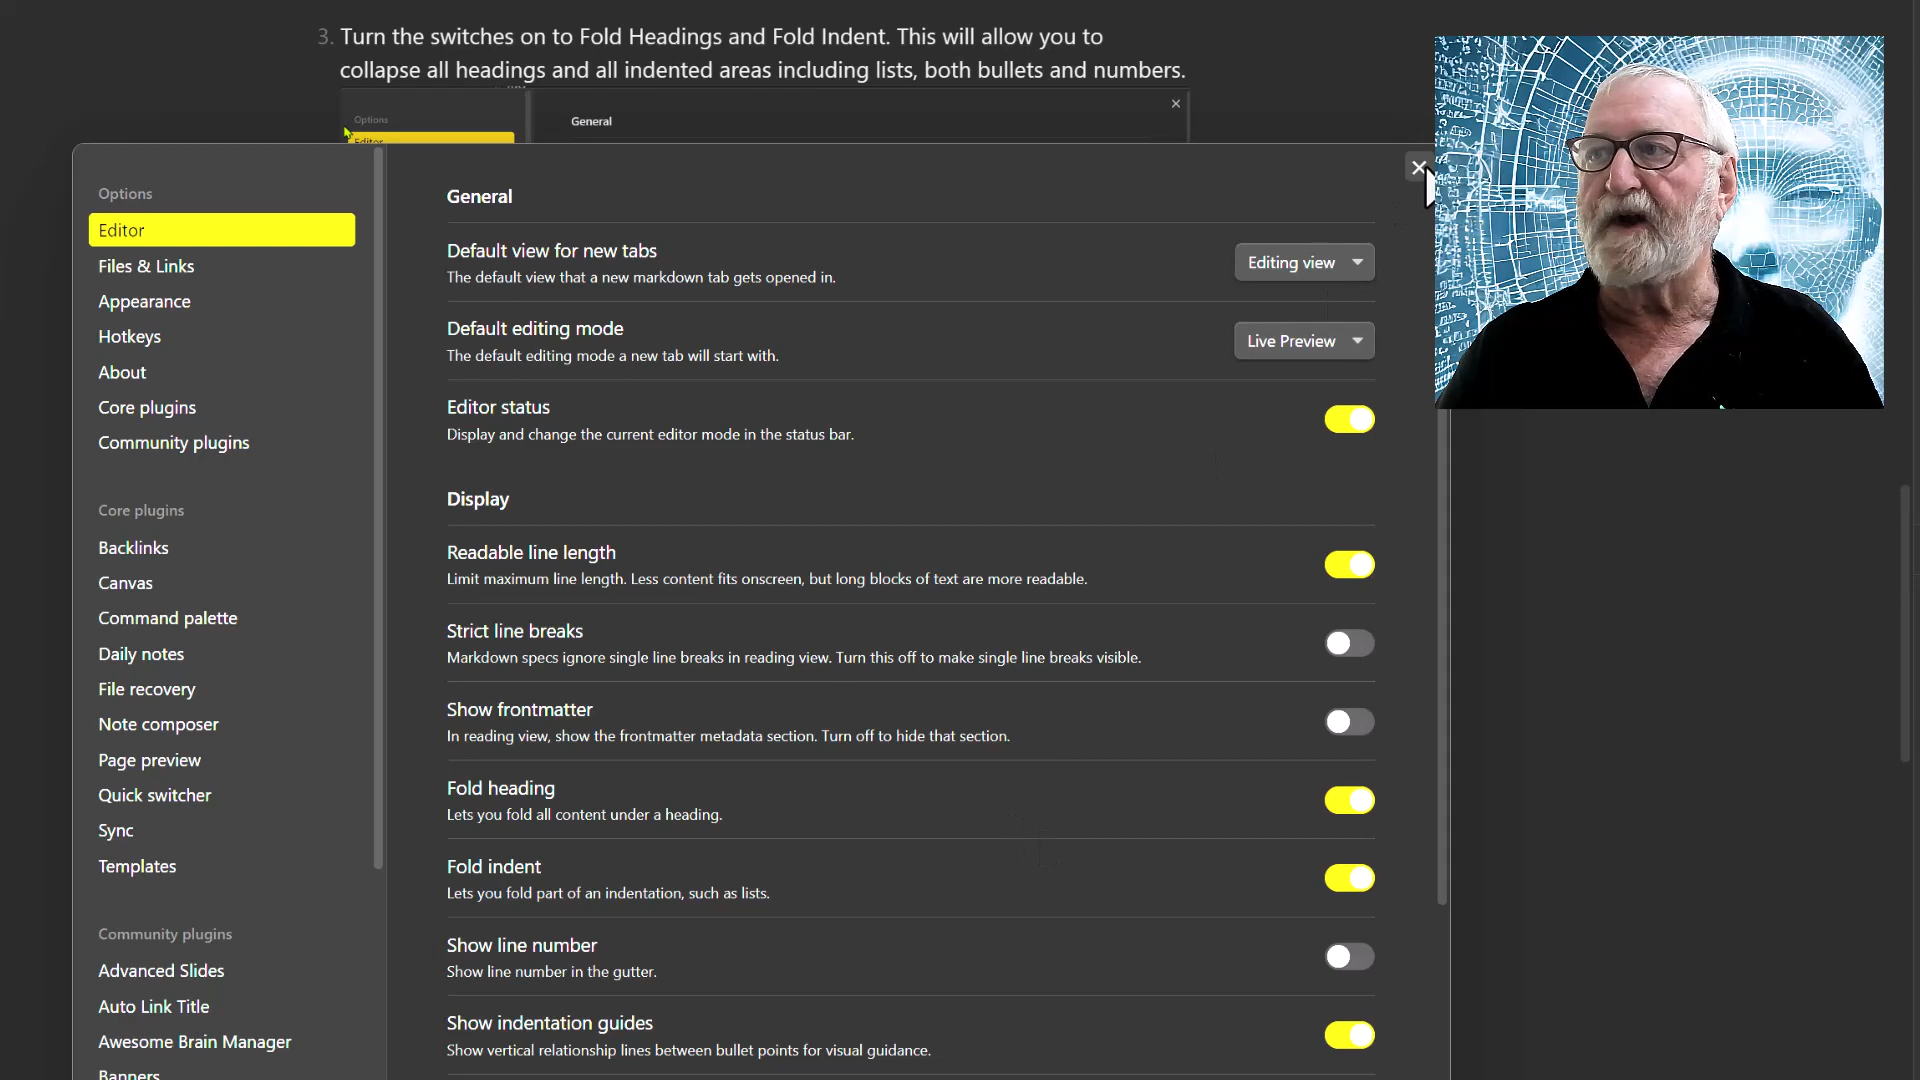 3. Turn the switches on to Fold Headings and Fold Indent. This will allow you to
collapse all headings and all indented areas including lists, both bullets and numbers.
Options
General
Editor
Options
Editor
Files & Links
Appearance
Hotkeys
About
Core plugins
Community plugins
Core plugins
Backlinks
Canvas
Command palette
Daily notes
File recovery
Note composer
Page preview
Quick switcher
Sync
Templates
Community plugins
Advanced Slides
Auto Link Title
Awesome Brain Manager
Banners
General
Default view for new tabs
The default view that a new markdown tab gets opened in.
Editing view
Default editing mode
The default editing mode a new tab will start with.
Live Preview
Editor status
Display and change the current editor mode in the status bar.
Display
Readable line length
Limit maximum line length. Less content fits onscreen, but long blocks of text are more readable.
Strict line breaks
Markdown specs ignore single line breaks in reading view. Turn this off to make single line breaks visible.
Show frontmatter
In reading view, show the frontmatter metadata section. Turn off to hide that section.
Fold heading
Lets you fold all content under a heading.
Fold indent
Lets you fold part of an indentation, such as lists.
Show line number
Show line number in the gutter.
Show indentation guides
Show vertical relationship lines between bullet points for visual guidance.